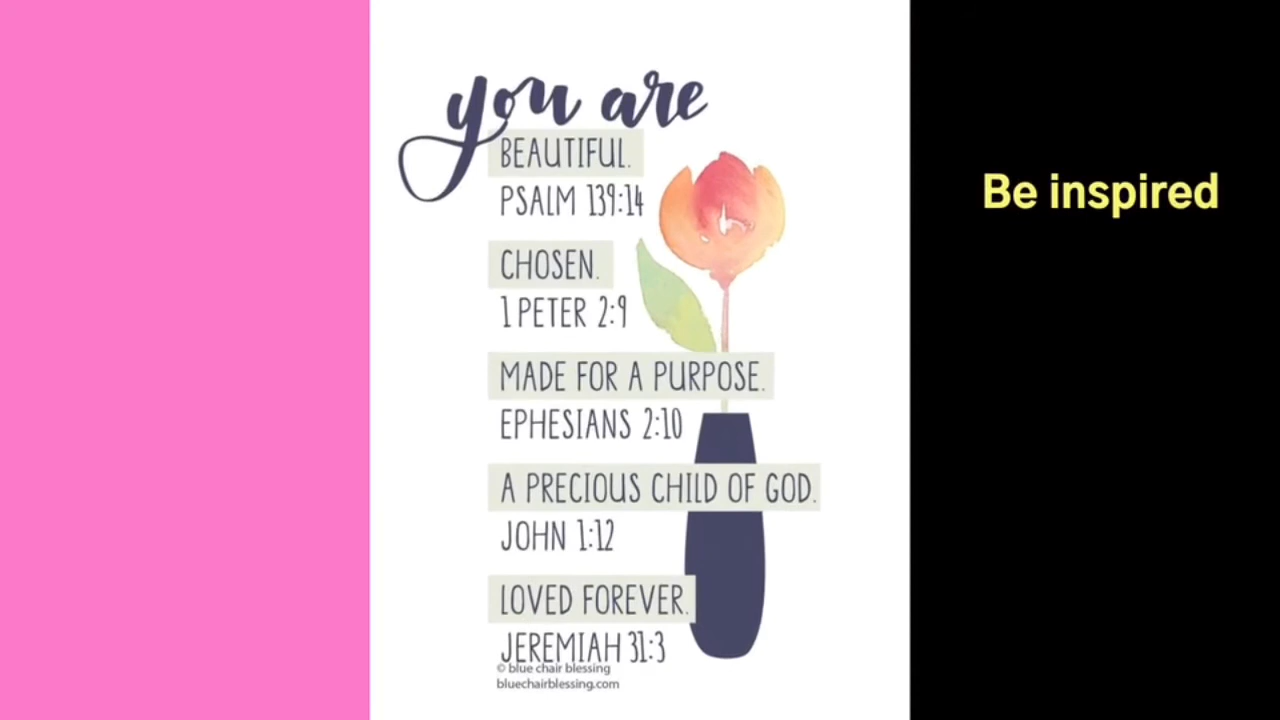 you are
BEAUTIFUL.
PSALM 139:14
CHOSEN.
1 PETER 2:9
MADE FOR A PURPOSE.
EPHESIANS 2:10
A PRECIOUS CHILD OF GOD.
JOHN 1:12
LOVED FOREVER.
JEREMIAH 31:3
© blue chair blessing
bluechairblessing.com
Be inspired